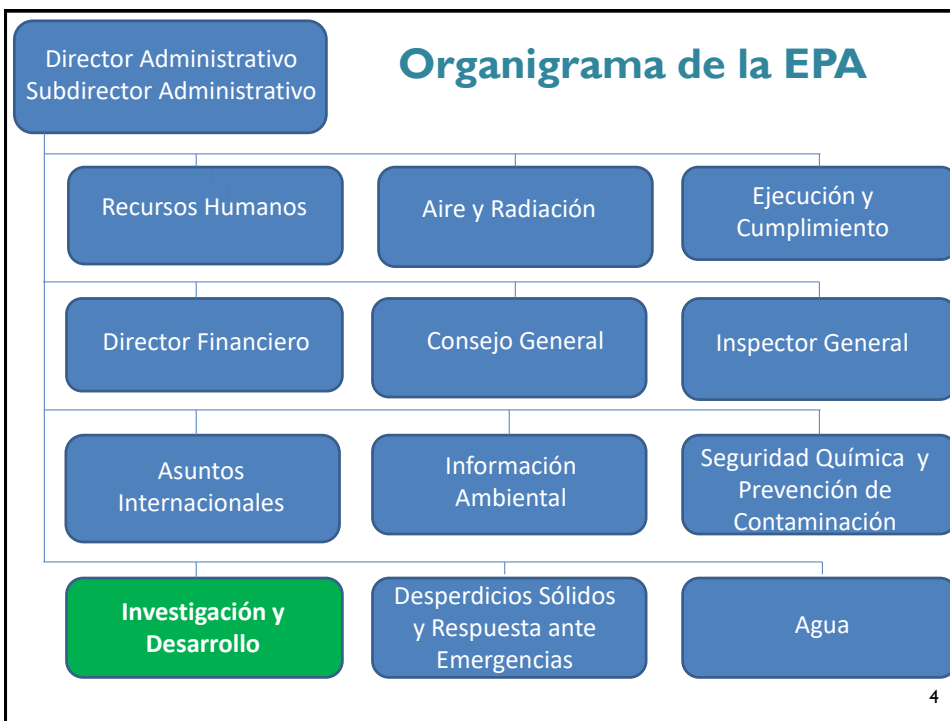 Director Administrativo
Subdirector Administrativo
Organigrama de la EPA
Recursos Humanos
Aire y Radiación
Ejecución y
Cumplimiento
Director Financiero
Consejo General
Inspector General
Asuntos
Internacionales
Información
Ambiental
Seguridad Química y
Prevención de
Contaminación
Investigación y
Desarrollo
Desperdicios Sólidos
y Respuesta ante
Emergencias
Agua
4